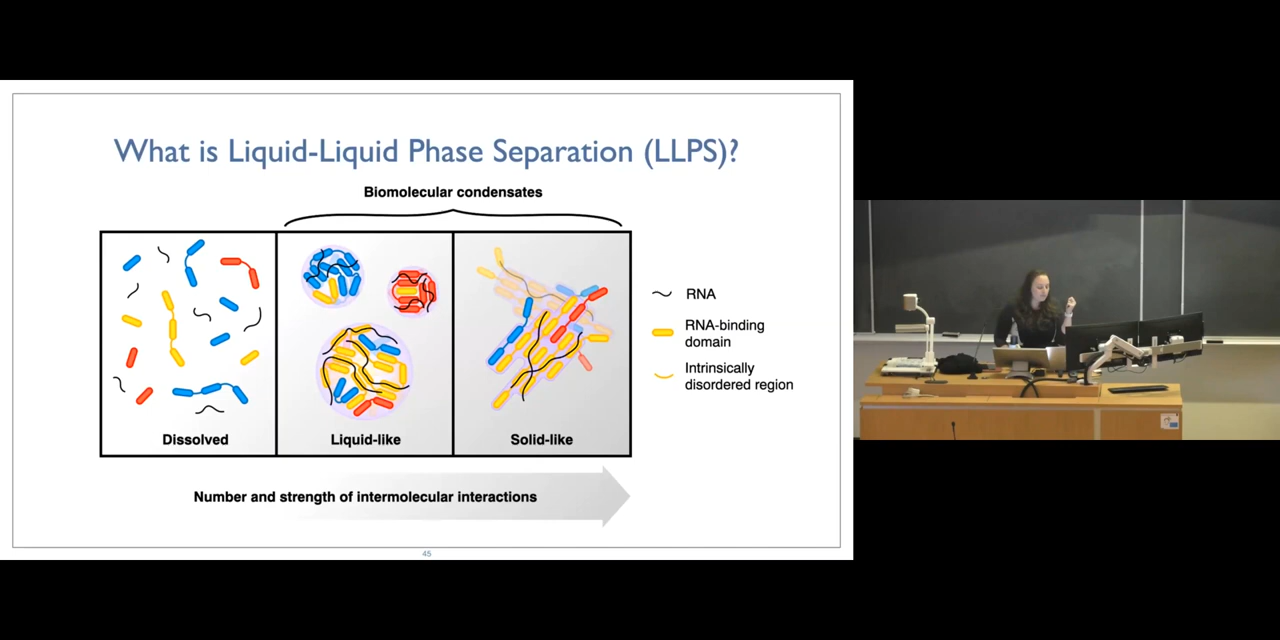 What is Liquid-Liquid Phase Separation (LLPS)?
Biomolecular condensates
Dissolved
Liquid-like
Solid-like
RNA
RNA-binding
domain
Intrinsically
disordered region
Number and strength of intermolecular interactions
45